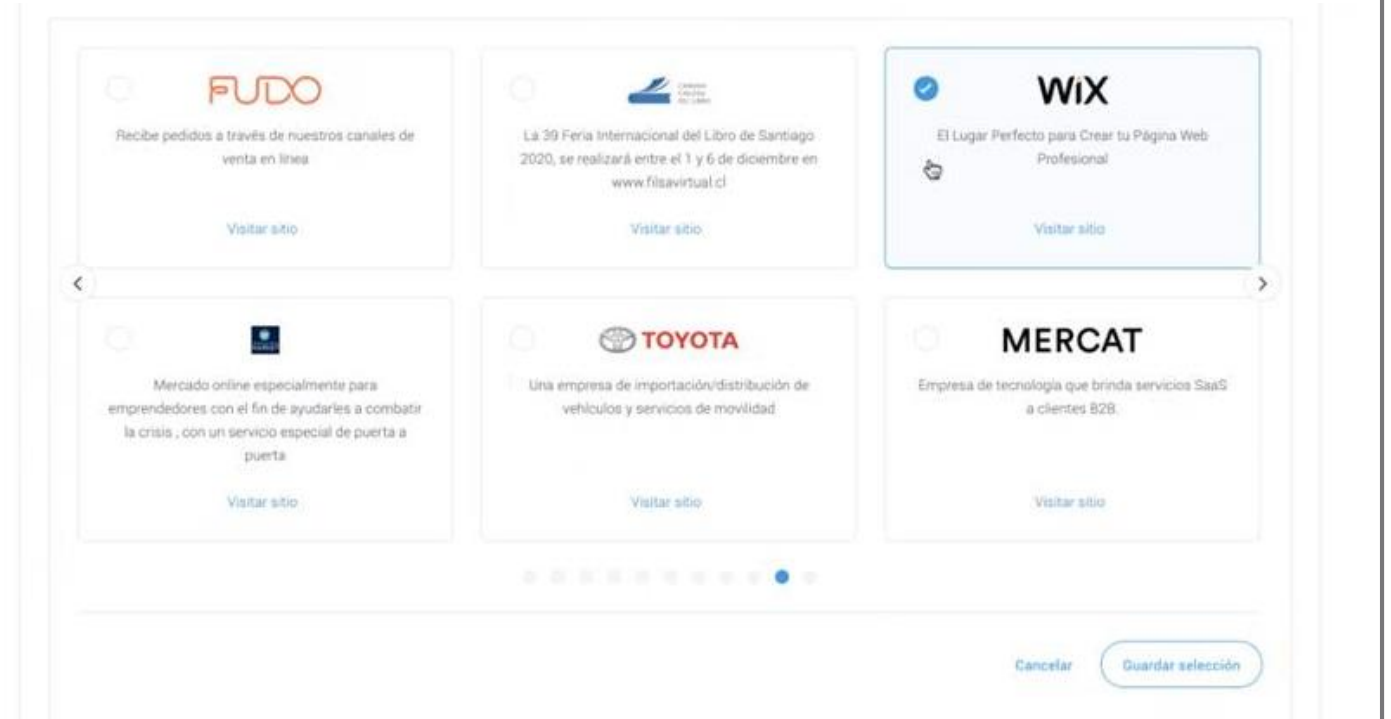 FUDO
Recibe pedidos a través de nuestros canales de
venta en línea
Visitar sitio
CÁMARA
CHILENA
DEL LIBRO
La 39 Feria Internacional del Libro de Santiago
2020, se realizará entre el 1 y 6 de diciembre en
www.filsavirtual.cl
Visitar sitio
WiX
El Lugar Perfecto para Crear tu Página Web
Profesional
Visitar sitio
Mercado online especialmente para
emprendedores con el fin de ayudarles a combatir
la crisis , con un servicio especial de puerta a
puerta
Visitar sitio
TOYOTA
Una empresa de importación/distribución de
vehículos y servicios de movilidad
Visitar sitio
MERCAT
Empresa de tecnología que brinda servicios SaaS
a clientes B2B.
Visitar sitio
Cancelar
Guardar selección